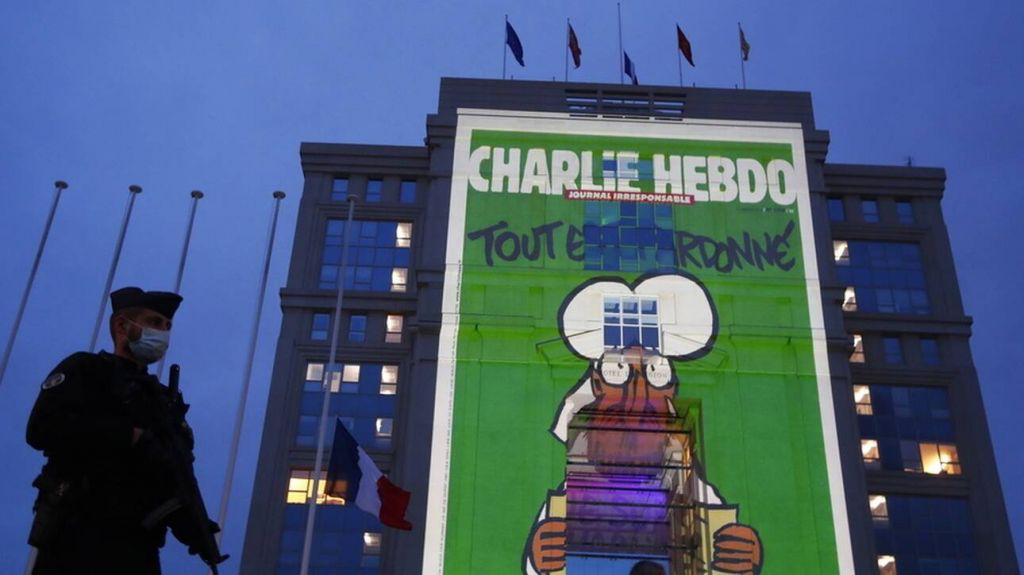 CHARLIE HEBDO
JOURNAL IRRESPONSABLE
TOUT E RDONNÉ